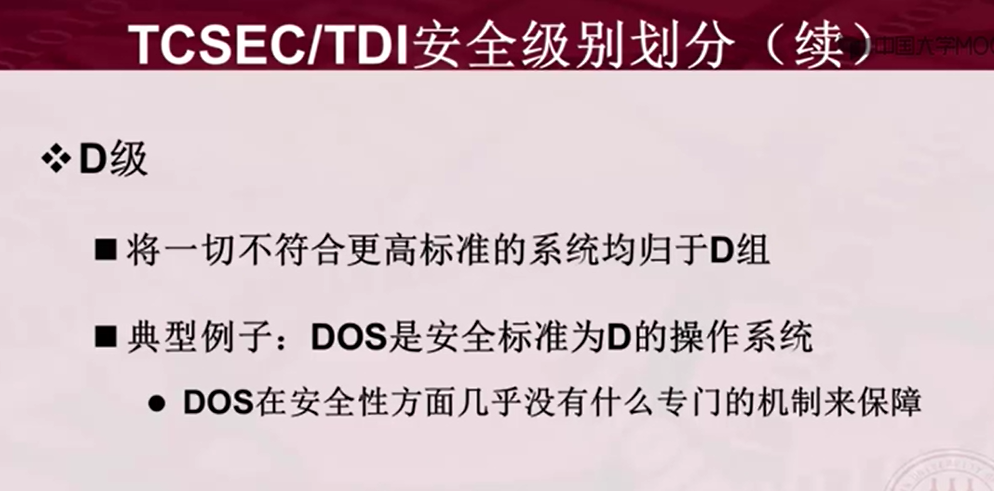 TCSEC/TDI安全级别划分（续）
中国大学MOO
❖D级
■将一切不符合更高标准的系统均归于D组
■典型例子：DOS是安全标准为D的操作系统
●DOS在安全性方面几乎没有什么专门的机制来保障